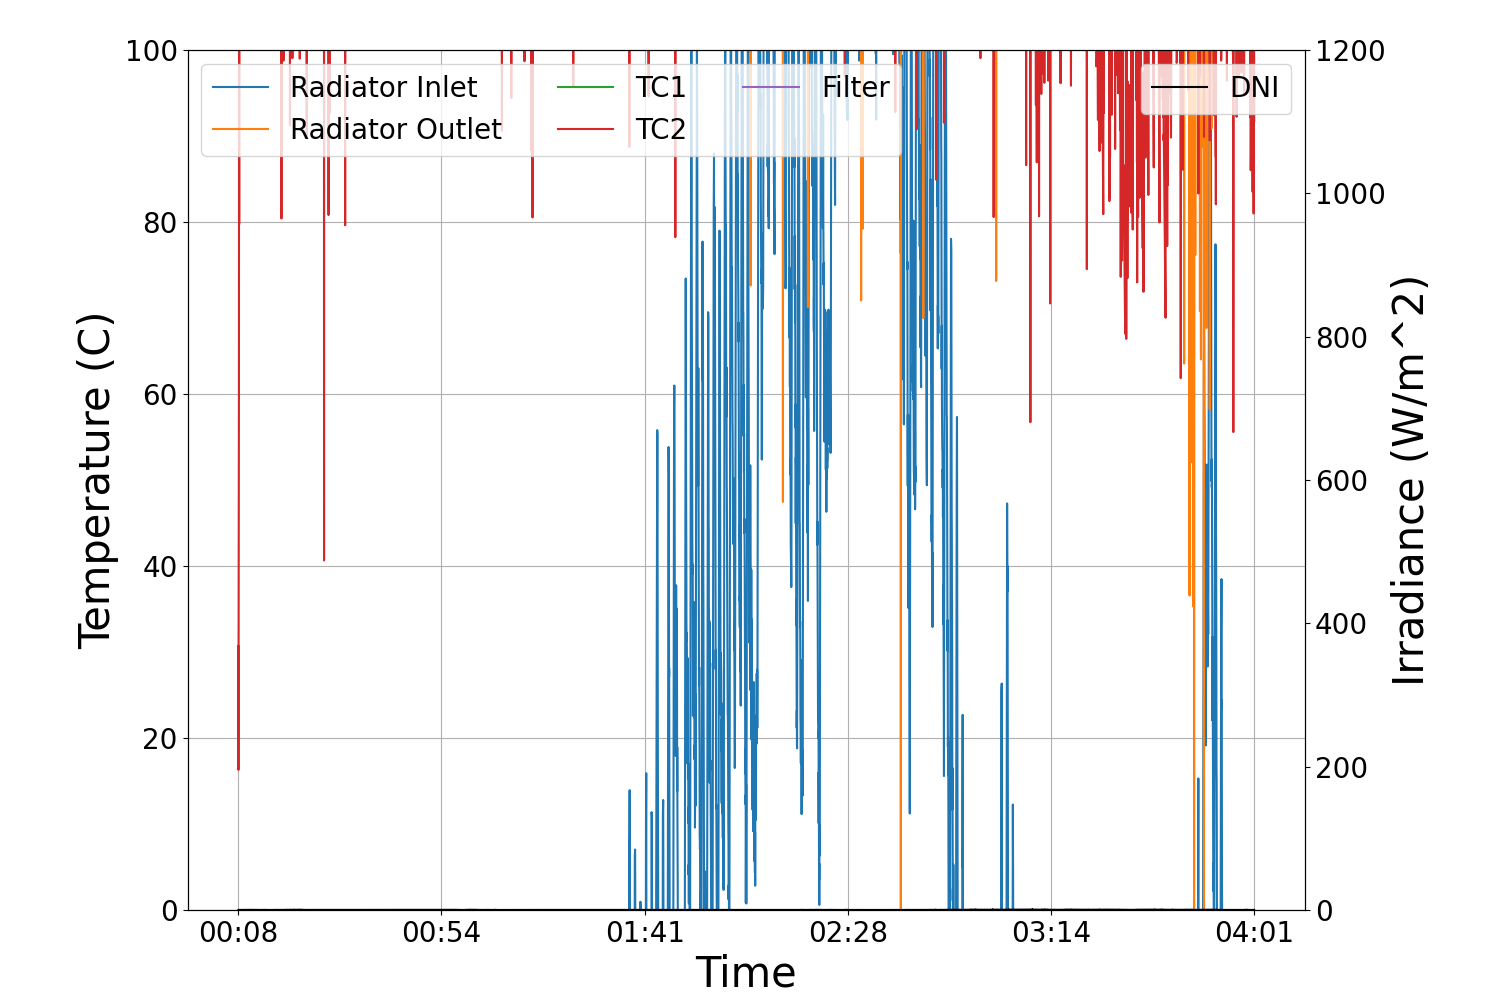 100
80
60
40
20
0
Temperature (C)
Radiator Inlet
Radiator Outlet
TC1
TC2
Filter
DNI
1200
1000
800
600
400
200
0
Irradiance (W/m^2)
00:08 00:54 01:41 02:28 03:14 04:01
Time